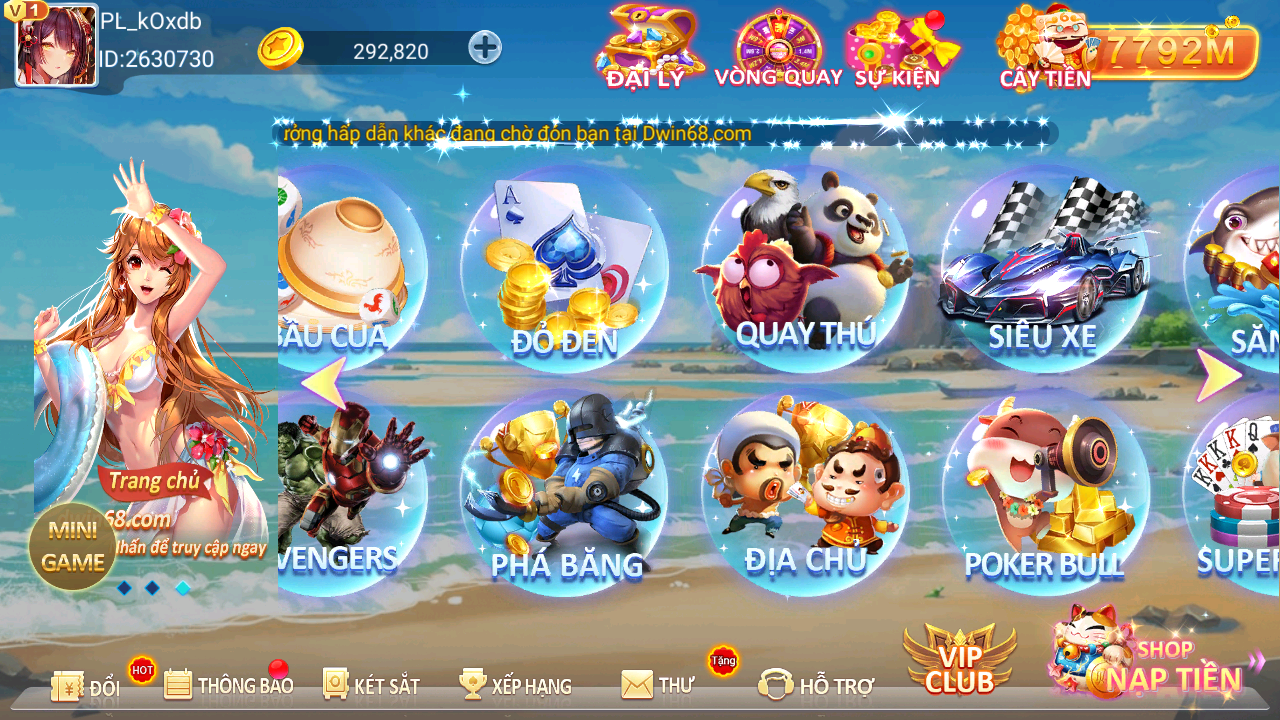 V 1
PL_kOxdb
ID:2630730
292,820
ĐẠI LÝ
VÒNG QUAY
SỰ KIỆN
CÂY TIỀN
7792M
ưởng hấp dẫn khác đang chờ đón bạn tại Dwin68.com
BẦU CUA
ĐỎ ĐEN
QUAY THÚ
SIÊU XE
SĂN
VENGERS
PHÁ BĂNG
ĐỊA CHỦ
POKER BULL
SUPER
Trang chủ
68.com
Nhấn để truy cập ngay
MINI
GAME
ĐỔI
HOT
THÔNG BÁO
KÉT SẮT
XẾP HẠNG
THƯ
Tặng
HỖ TRỢ
VIP
CLUB
SHOP
NẠP TIỀN